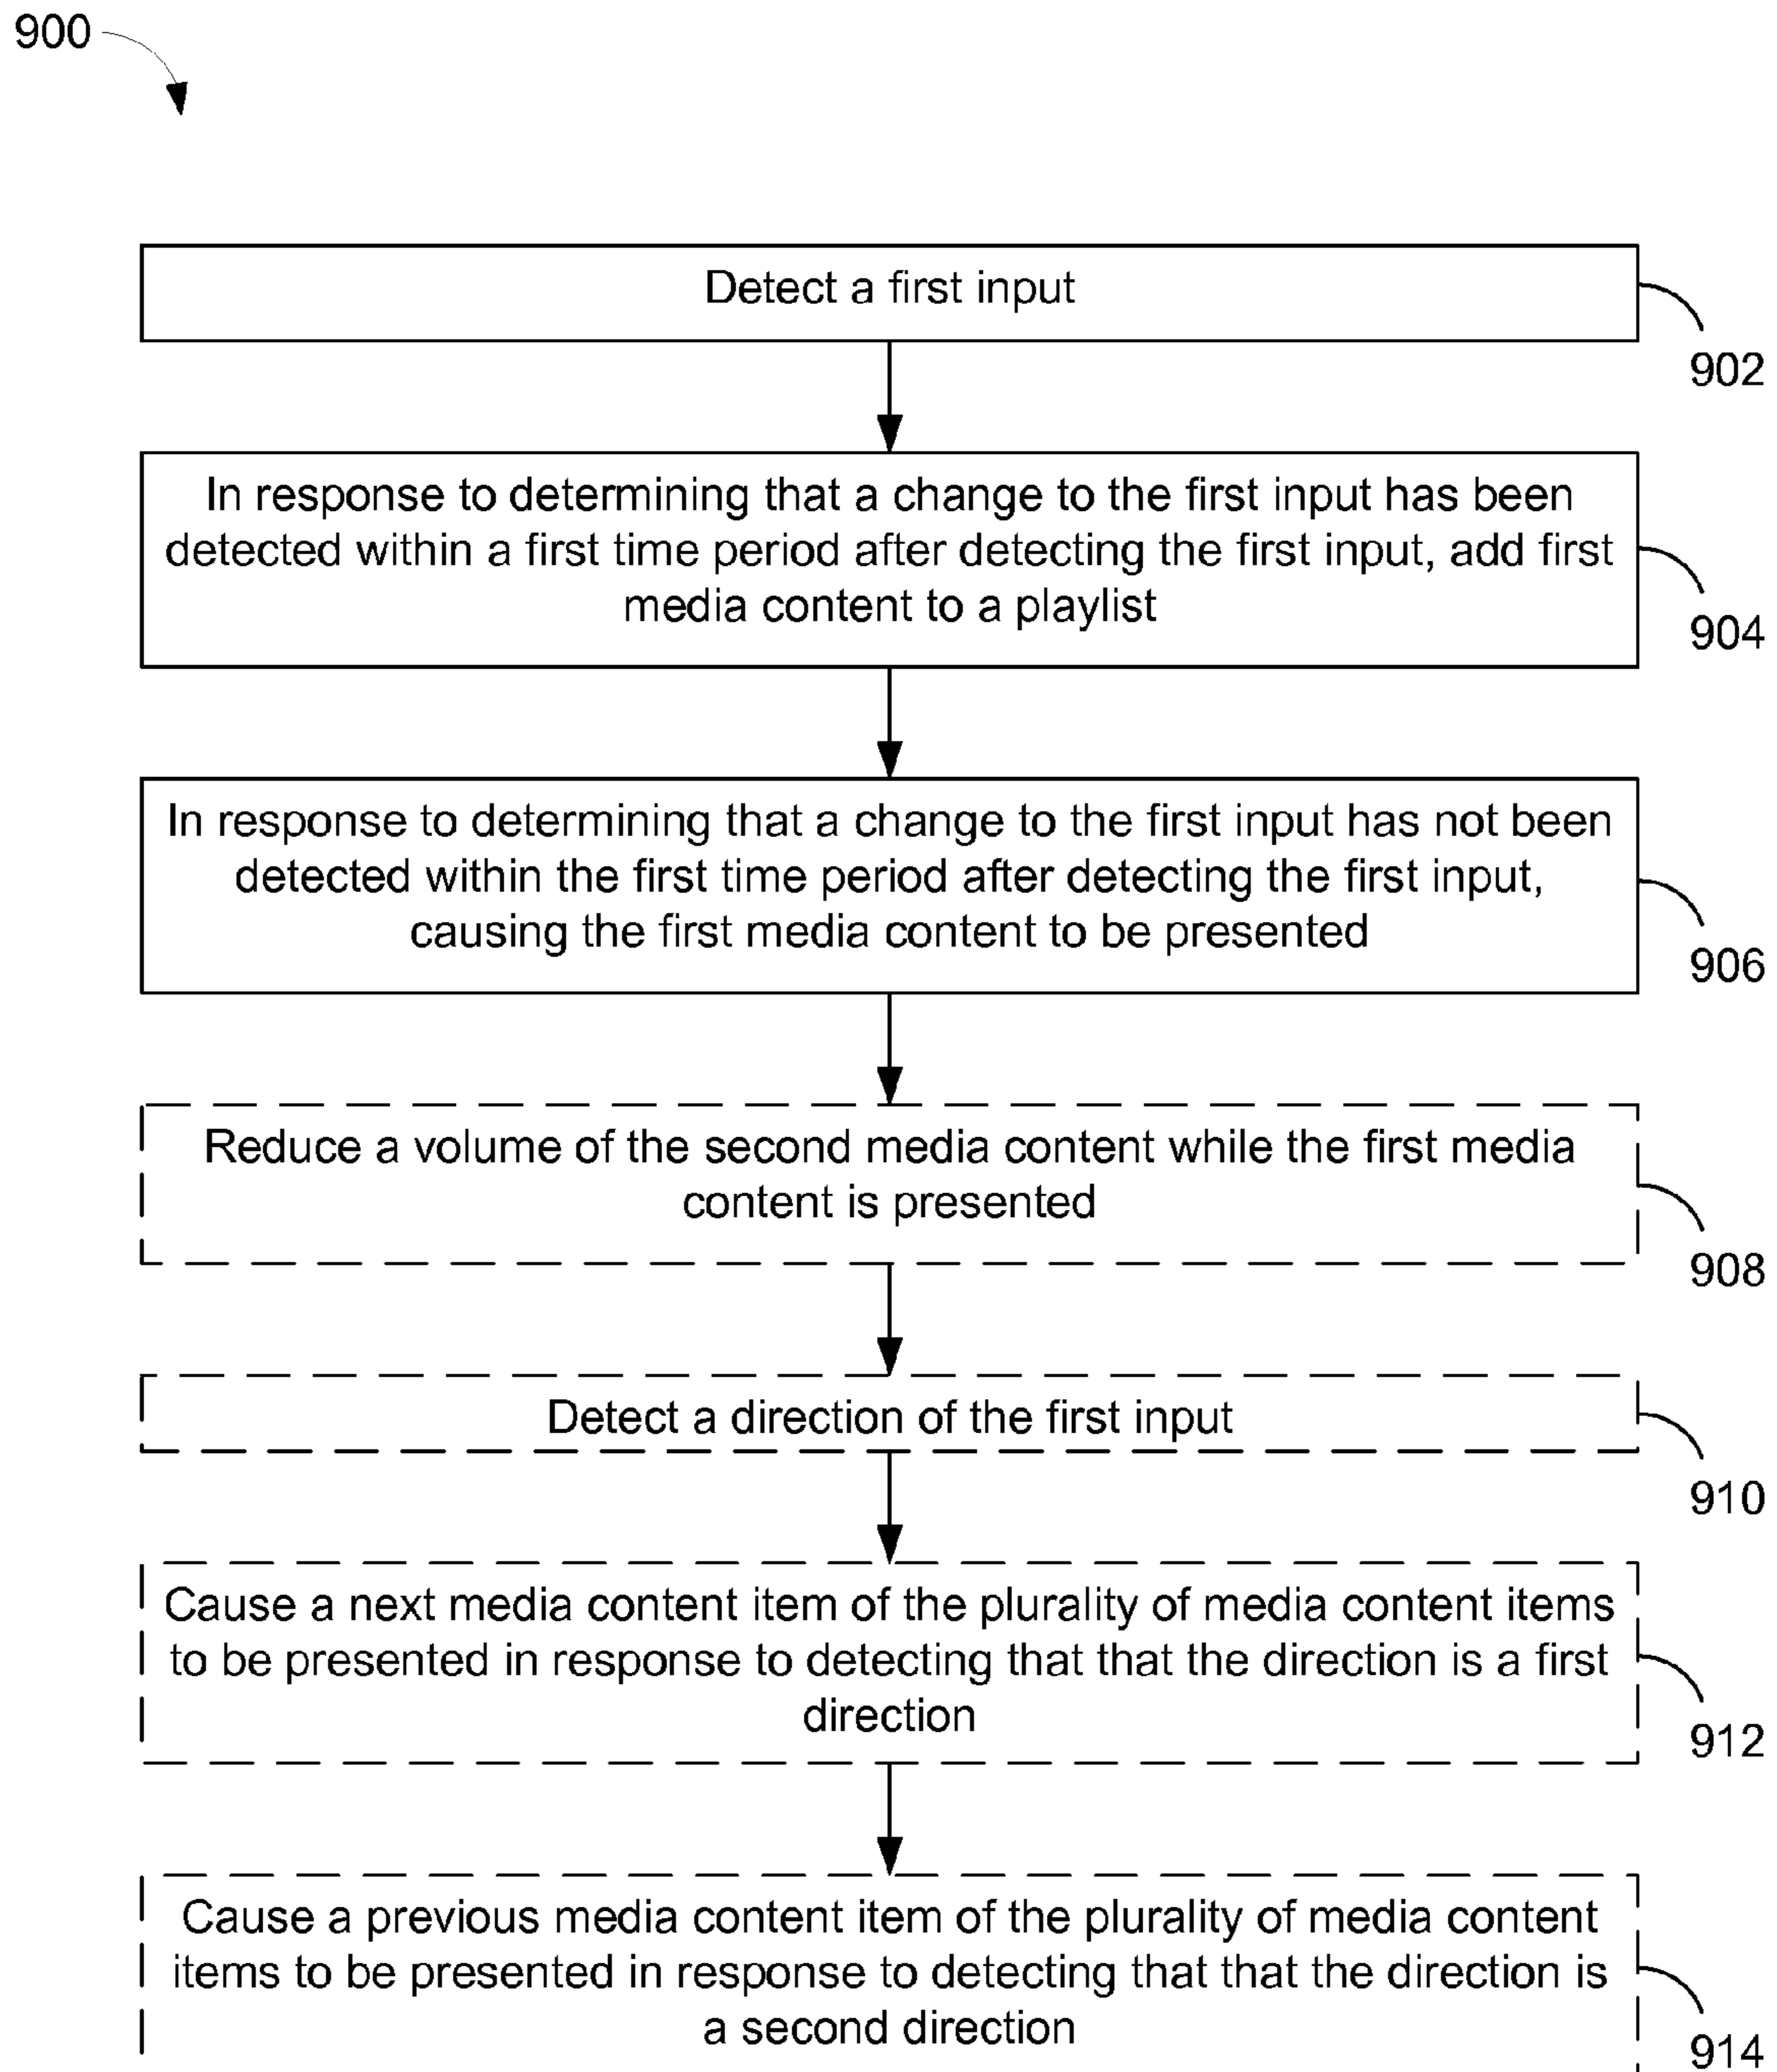 900
Detect a first input
902
In response to determining that a change to the first input has been
detected within a first time period after detecting the first input, add first
media content to a playlist
904
In response to determining that a change to the first input has not been
detected within the first time period after detecting the first input,
causing the first media content to be presented
906
Reduce a volume of the second media content while the first media
content is presented
908
Detect a direction of the first input
910
Cause a next media content item of the plurality of media content items
to be presented in response to detecting that that the direction is a first
direction
912
Cause a previous media content item of the plurality of media content
items to be presented in response to detecting that that the direction is
a second direction
914